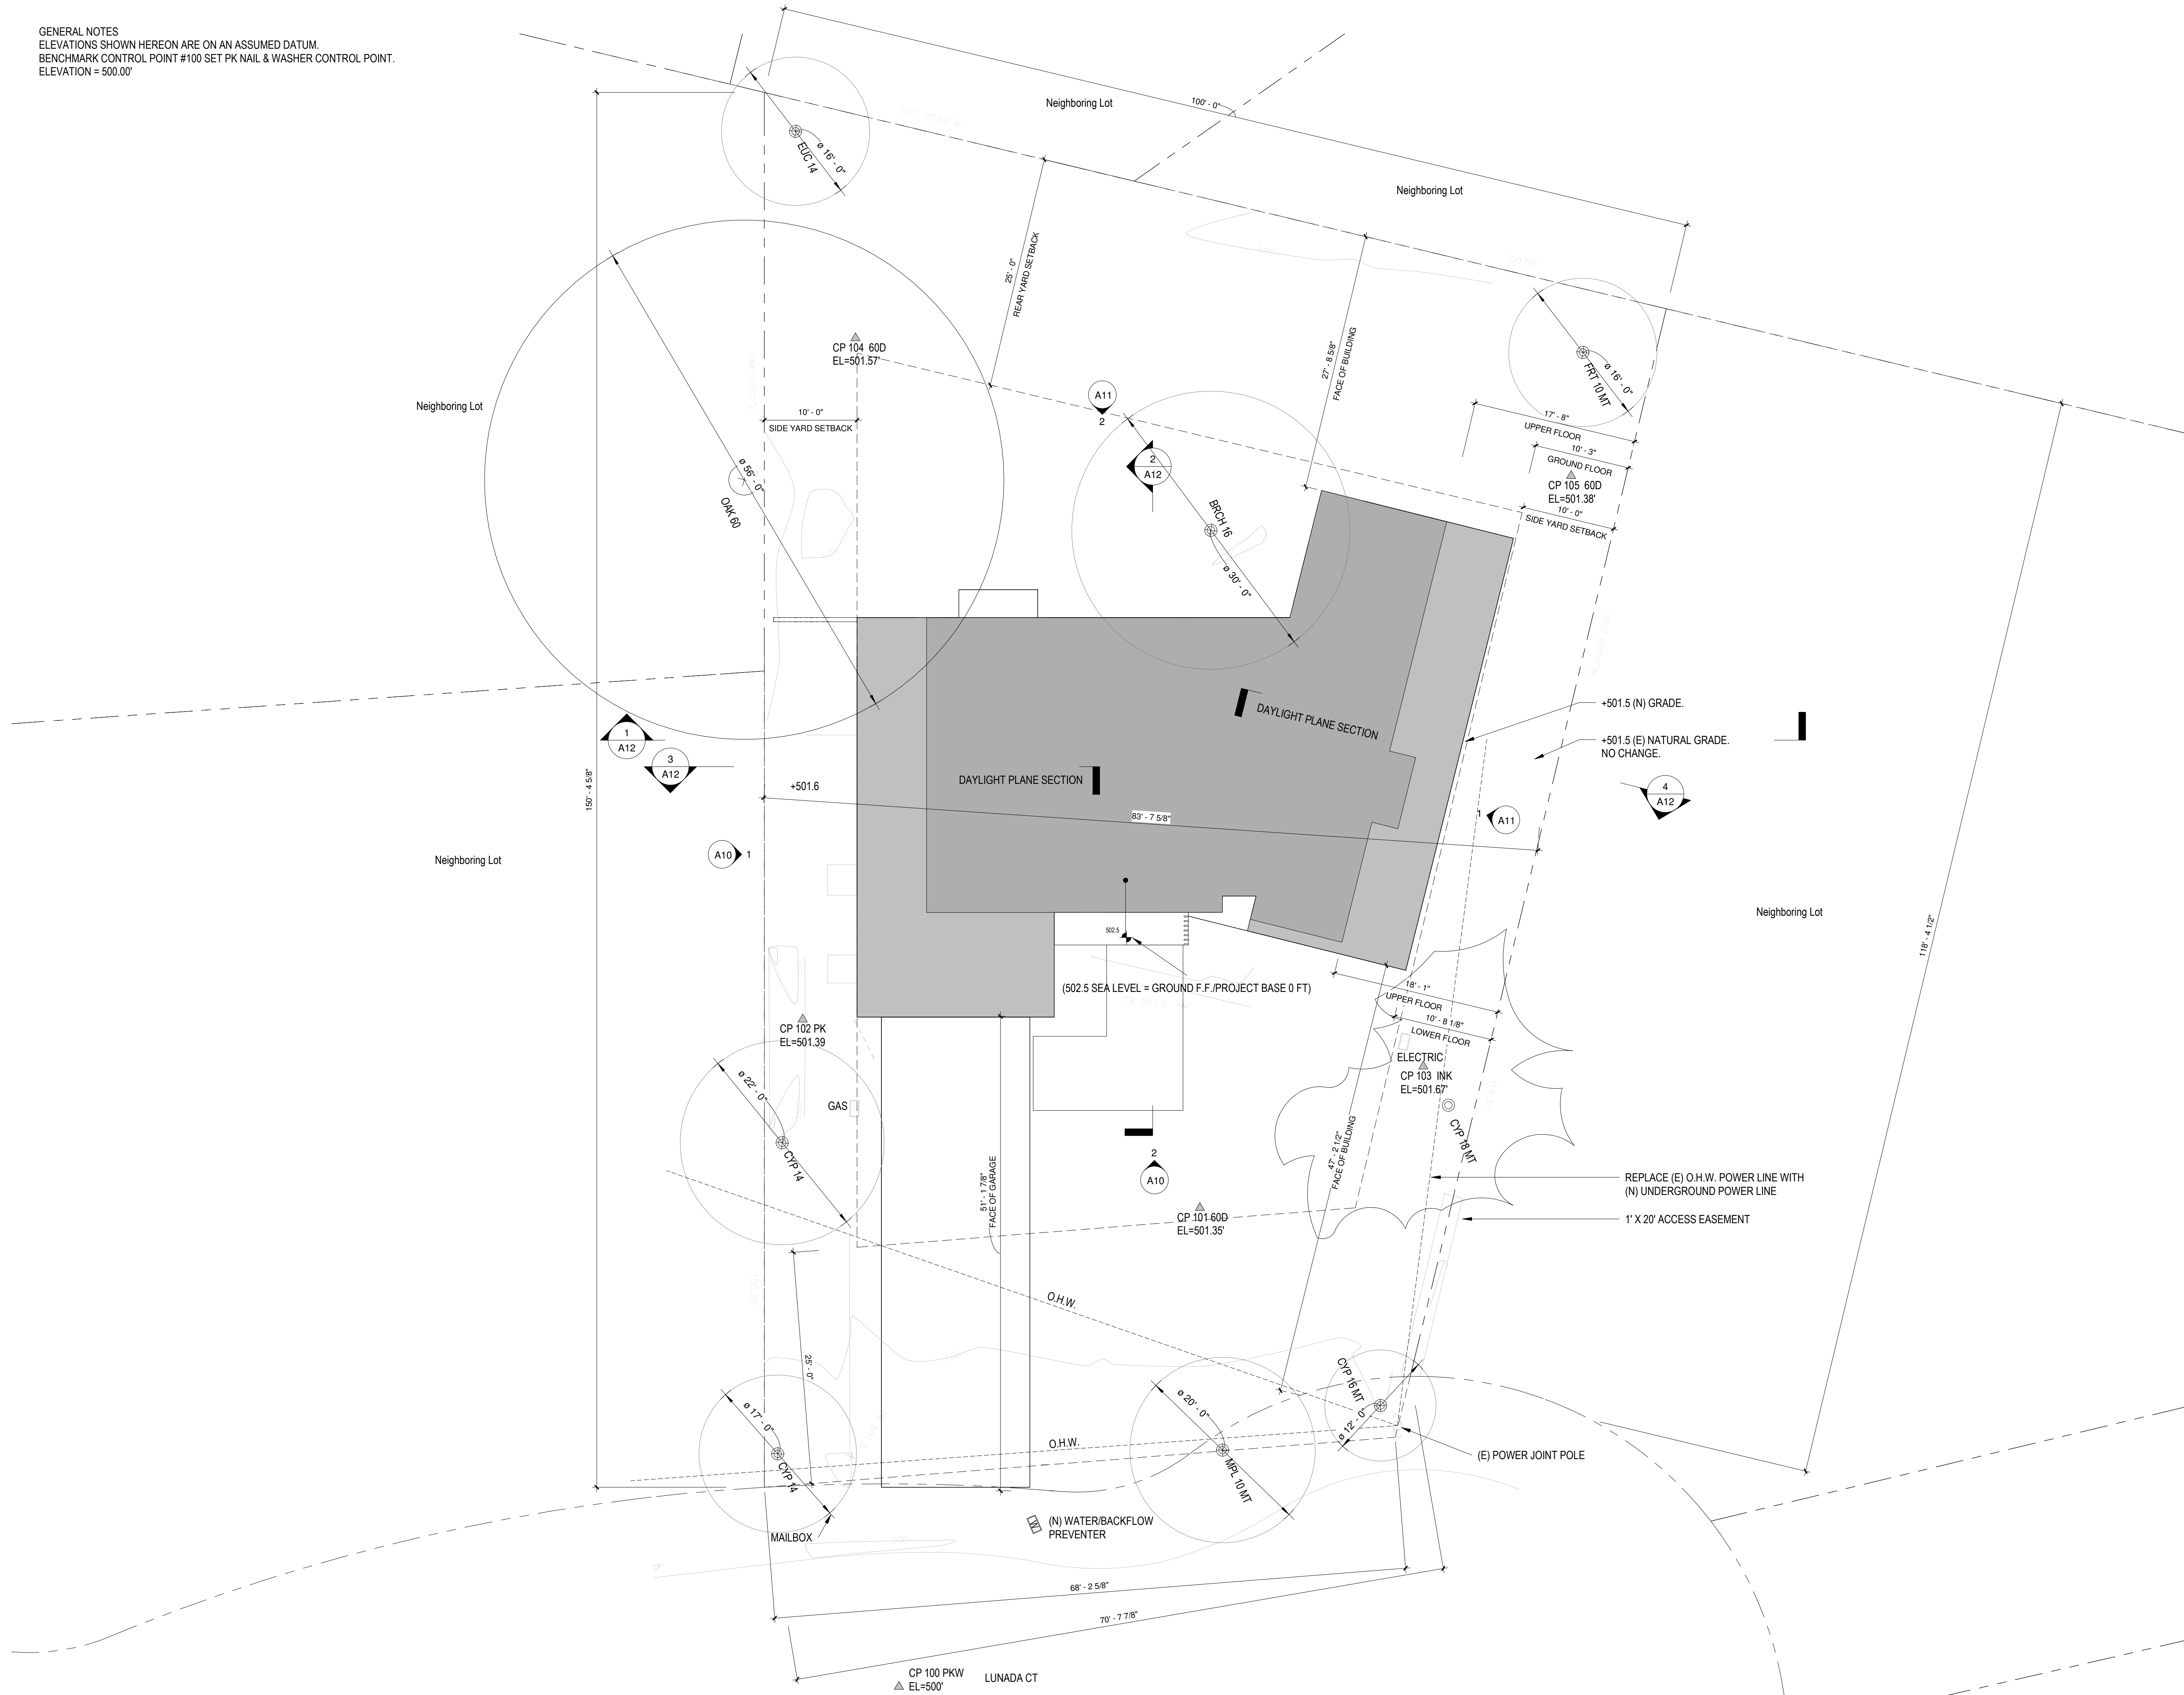 GENERAL NOTES
ELEVATIONS SHOWN HEREON ARE ON AN ASSUMED DATUM.
BENCHMARK CONTROL POINT #100 SET PK NAIL & WASHER CONTROL POINT.
ELEVATION = 500.00'
100' - 0"
Neighboring Lot
Neighboring Lot
ø 16' - 0"
EUC 14
25' - 0"
REAR YARD SETBACK
27' - 8 5/8"
FACE OF BUILDING
ø 16' - 0"
FRT 10 MT
CP 104 60D
EL=501.57'
Neighboring Lot
10' - 0"
SIDE YARD SETBACK
A11
2
2
A12
17' - 8"
UPPER FLOOR
10' - 3"
GROUND FLOOR
CP 105 60D
EL=501.38'
10' - 0"
SIDE YARD SETBACK
ø 56' - 0"
OAK 60
BRCH 16
ø 30' - 0"
1
A12
3
A12
DAYLIGHT PLANE SECTION
DAYLIGHT PLANE SECTION
+501.5 (N) GRADE.
+501.5 (E) NATURAL GRADE.
NO CHANGE.
4
A12
150' - 4 5/8"
+501.6
83' - 7 5/8"
1
A11
A10
1
Neighboring Lot
Neighboring Lot
118' - 4 1/2"
502.5
(502.5 SEA LEVEL = GROUND F.F./PROJECT BASE 0 FT)
18' - 1"
UPPER FLOOR
10' - 8 1/8"
LOWER FLOOR
CP 102 PK
EL=501.39
ELECTRIC
CP 103 INK
EL=501.67'
ø 22' - 0"
CYP 14
GAS
CYP 18 MT
2
A10
47' - 2 1/2"
FACE OF BUILDING
51' - 1 7/8"
FACE OF GARAGE
REPLACE (E) O.H.W. POWER LINE WITH
(N) UNDERGROUND POWER LINE
1' X 20' ACCESS EASEMENT
CP 101 60D
EL=501.35'
O.H.W.
25' - 0"
CYP 16 MT
ø 12' - 0"
ø 17' - 0"
CYP 14
ø 20' - 0"
MPL 10 MT
O.H.W.
(E) POWER JOINT POLE
MAILBOX
W
(N) WATER/BACKFLOW
PREVENTER
68' - 2 5/8"
70' - 7 7/8"
CP 100 PKW
EL=500'
LUNADA CT